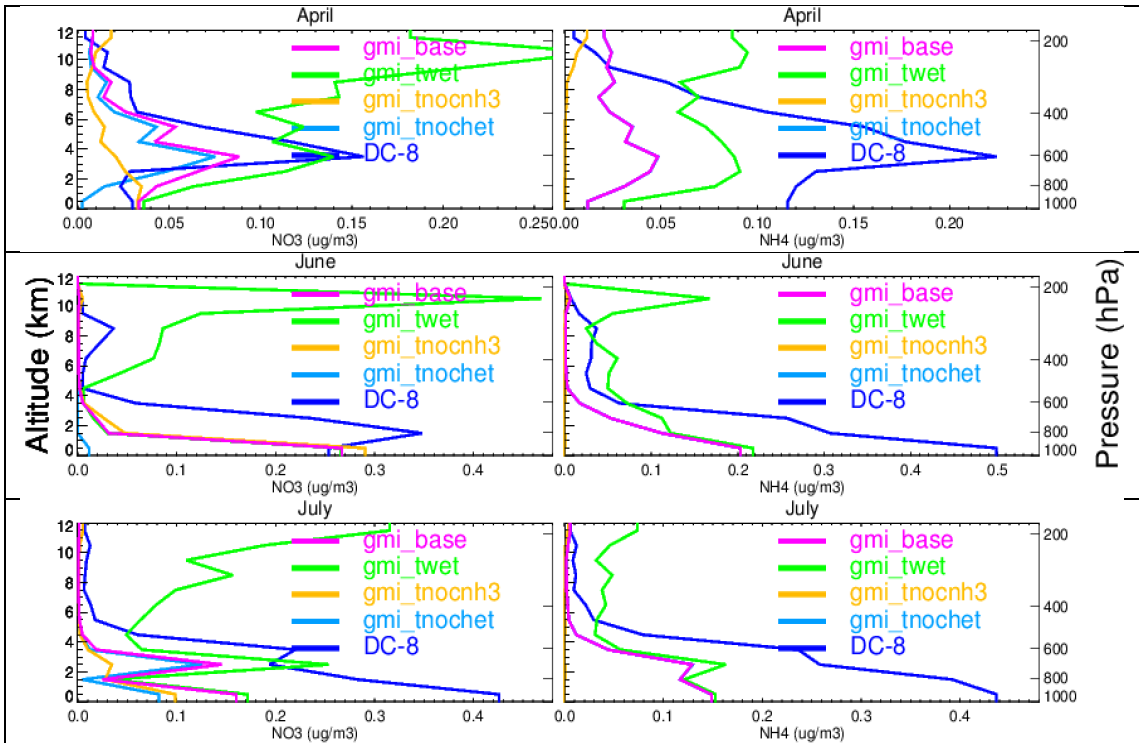 April
April
12
10
8
6
4
2
0
gmi_base
gmi_twet
gmi_tnocnh3
gmi_tnochet
DC-8
gmi_base
gmi_twet
gmi_tnocnh3
gmi_tnochet
DC-8
200
400
600
800
1000
0.00 0.05 0.10 0.15 0.20 0.250
0.00 0.05 0.10 0.15 0.20
NO3 (ug/m3)
NH4 (ug/m3)
June
June
Altitude (km)
Pressure (hPa)
12
10
8
6
4
2
0
gmi_base
gmi_twet
gmi_tnocnh3
gmi_tnochet
DC-8
gmi_base
gmi_twet
gmi_tnocnh3
gmi_tnochet
DC-8
200
400
600
800
1000
0.0 0.1 0.2 0.3 0.4
0.0 0.1 0.2 0.3 0.4 0.5
NO3 (ug/m3)
NH4 (ug/m3)
July
July
12
10
8
6
4
2
0
gmi_base
gmi_twet
gmi_tnocnh3
gmi_tnochet
DC-8
gmi_base
gmi_twet
gmi_tnocnh3
gmi_tnochet
DC-8
200
400
600
800
1000
0.0 0.1 0.2 0.3 0.4
0.0 0.2 0.4
NO3 (ug/m3)
NH4 (ug/m3)